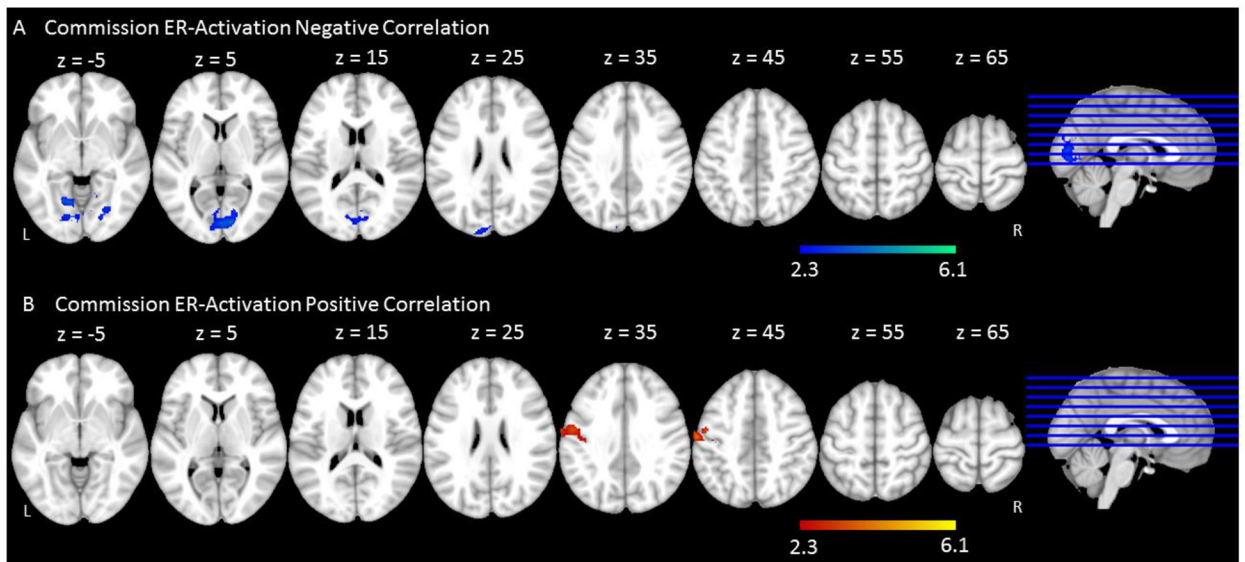 A Commission ER-Activation Negative Correlation
z = -5 z = 5 z = 15 z = 25 z = 35 z = 45 z = 55 z = 65
L R
2.3 6.1
B Commission ER-Activation Positive Correlation
z = -5 z = 5 z = 15 z = 25 z = 35 z = 45 z = 55 z = 65
L R
2.3 6.1